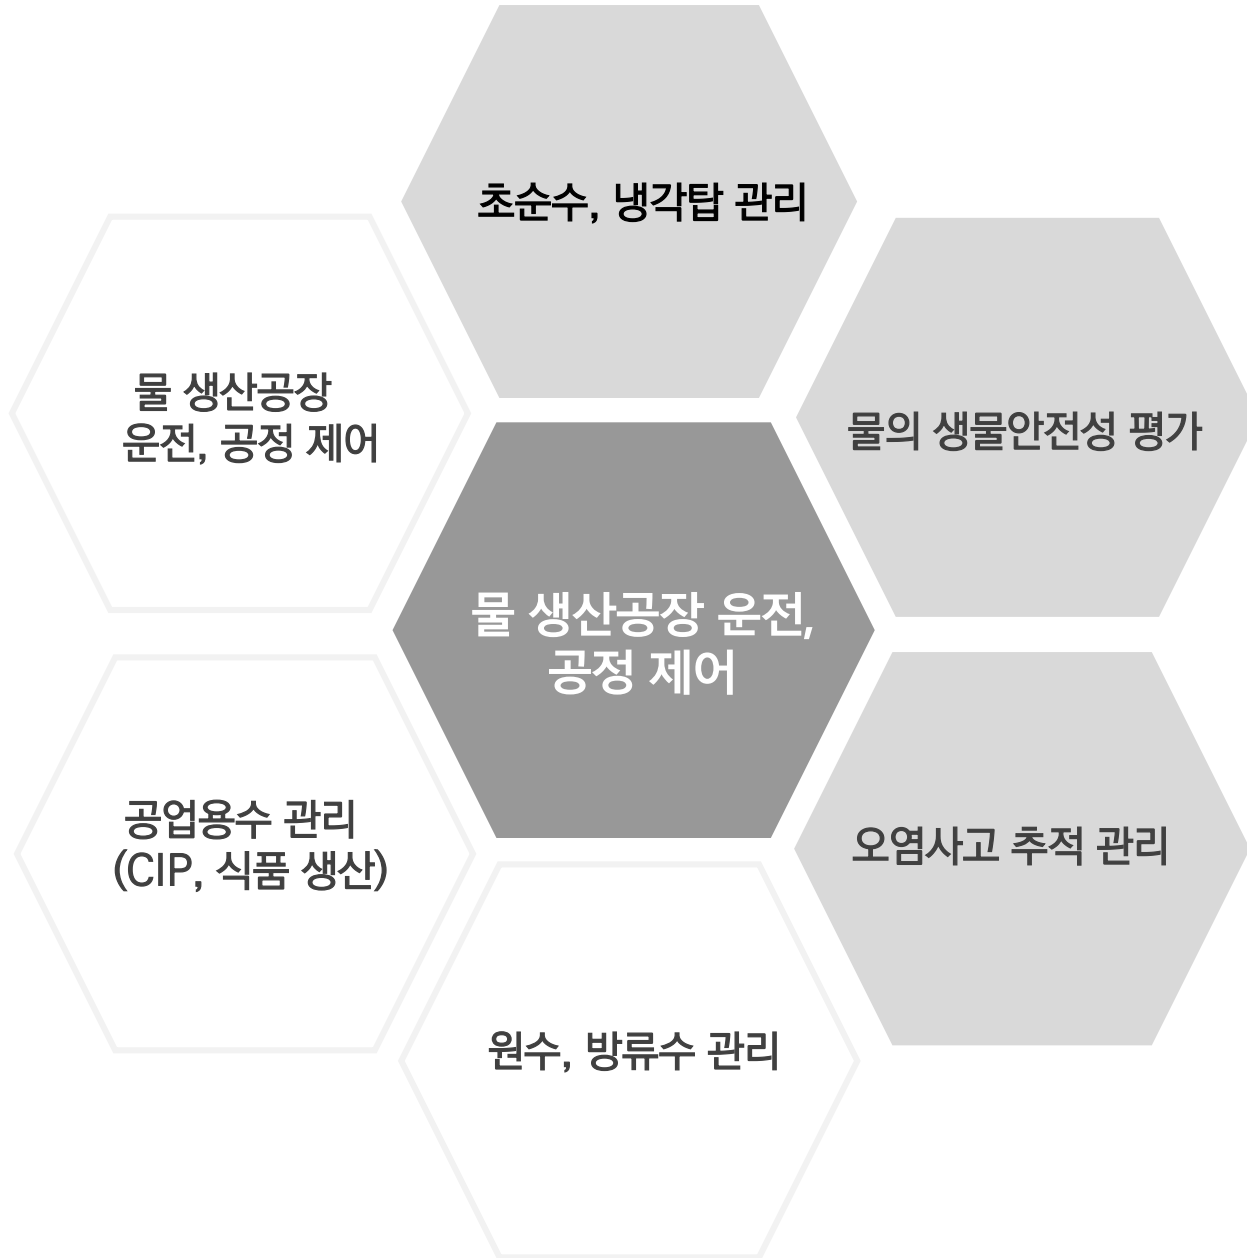 초순수, 냉각탑 관리
물 생산공장
운전, 공정 제어
물의 생물안전성 평가
물 생산공장 운전,
공정 제어
공업용수 관리
(CIP, 식품 생산)
오염사고 추적 관리
원수, 방류수 관리